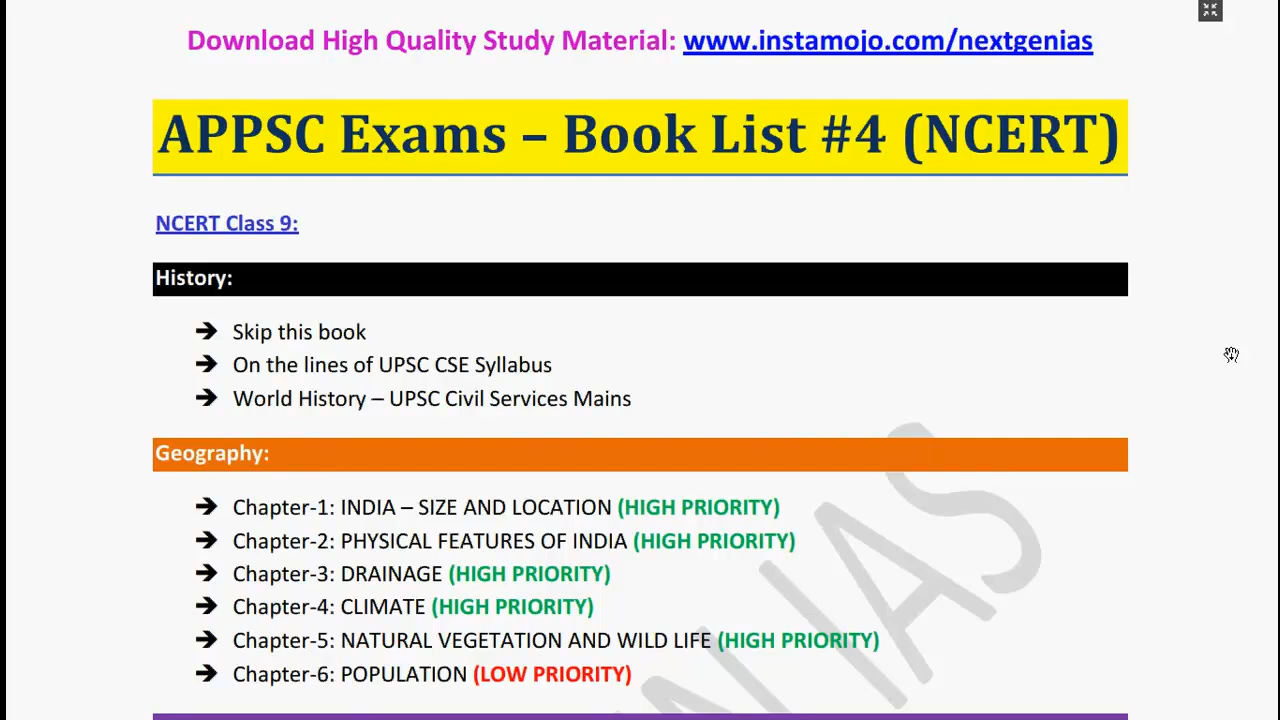 Download High Quality Study Material: www.instamojo.com/nextgenias
APPSC Exams – Book List #4 (NCERT)
NCERT Class 9:
History:
➔ Skip this book
➔ On the lines of UPSC CSE Syllabus
➔ World History – UPSC Civil Services Mains
Geography:
➔ Chapter-1: INDIA – SIZE AND LOCATION (HIGH PRIORITY)
➔ Chapter-2: PHYSICAL FEATURES OF INDIA (HIGH PRIORITY)
➔ Chapter-3: DRAINAGE (HIGH PRIORITY)
➔ Chapter-4: CLIMATE (HIGH PRIORITY)
➔ Chapter-5: NATURAL VEGETATION AND WILD LIFE (HIGH PRIORITY)
➔ Chapter-6: POPULATION (LOW PRIORITY)
IAS